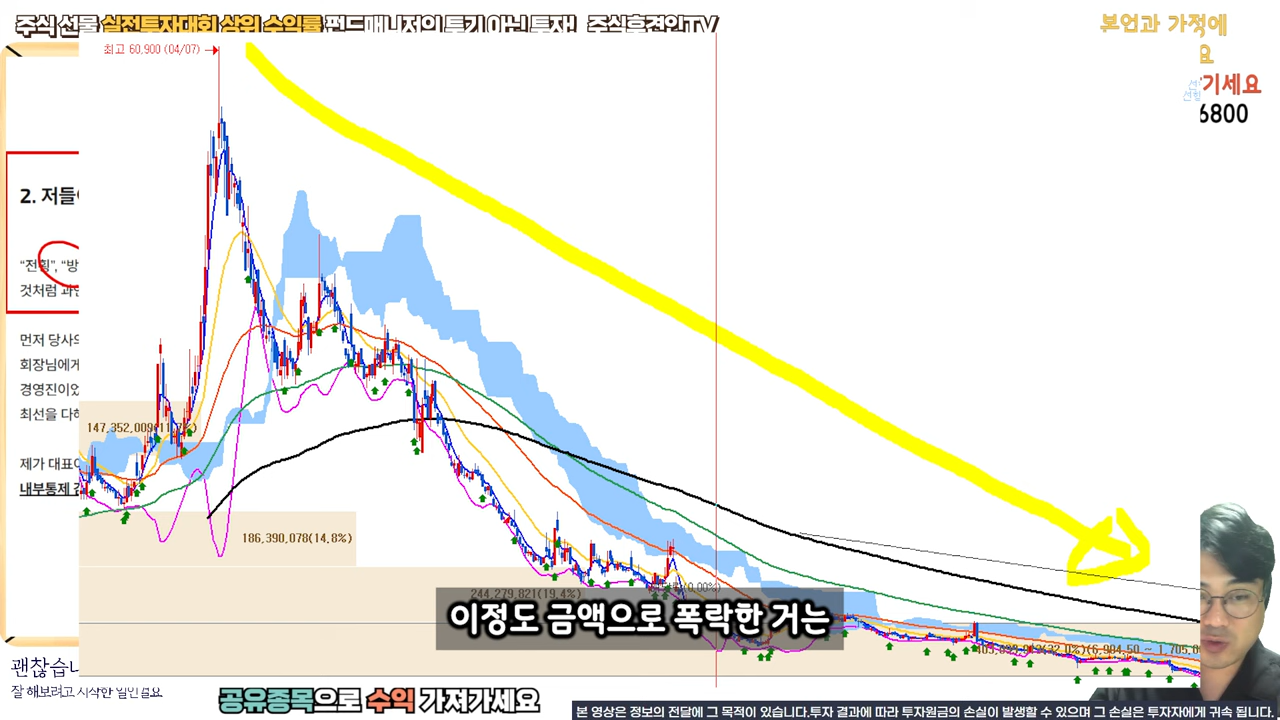 주식 선물 실전투자대회 상위 수익률 펀드매니저의 투기 아닌 투자! 주식흥견인TV
본업과 가정에
요
기세요
6800
최고 60,900 (04/07)
2. 저들
“전횡”, “방
것처럼 과
먼저 당사의
회장님에게
경영진이었
최선을 다하
제가 대표이
내부통제 강
147,352,009(11.7%)
186,390,078(14,8%)
244,279,821(19,4%)
(0,00%)
이정도 금액으로 폭락한 거는
괜찮습니
잘 해보려고 시작한 일인걸요
공유종목으로 수익 가져가세요
본 영상은 정보의 전달에 그 목적이 있습니다.투자 결과에 따라 투자원금의 손실이 발생할 수 있으며 그 손실은 투자자에게 귀속 됩니다.